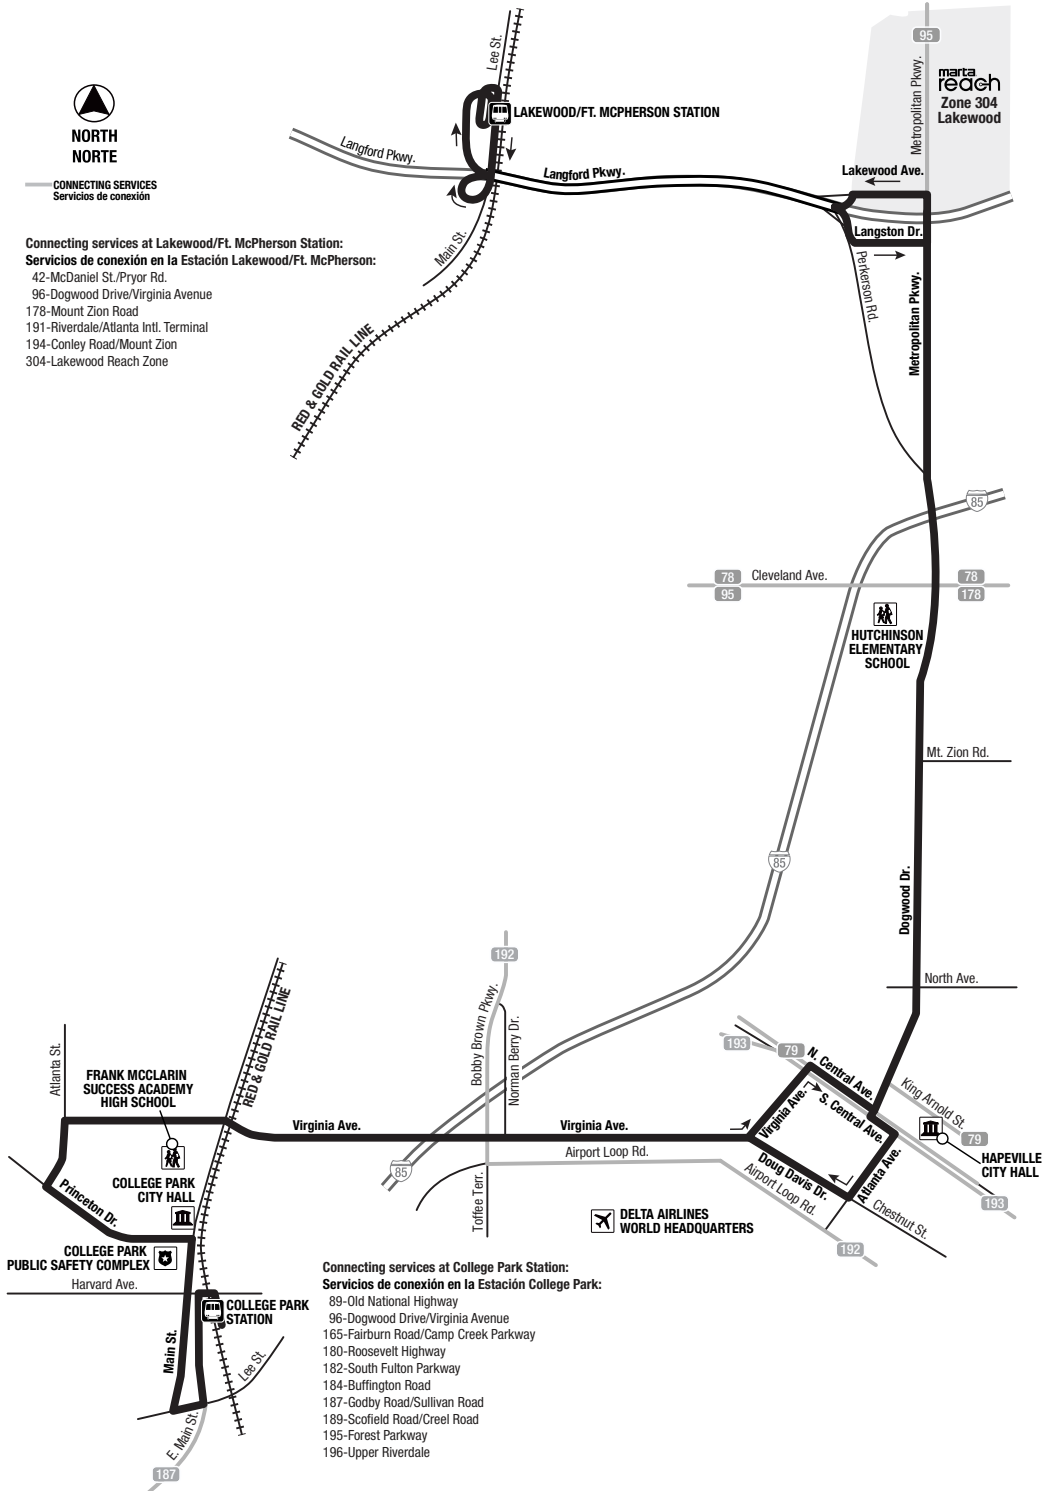 Lee St.
95
Metropolitan Pkwy.
marta
reach
Zone 304
Lakewood
NORTH
NORTE
LAKEWOOD/FT. MCPHERSON STATION
Langford Pkwy.
Langford Pkwy.
Lakewood Ave.
CONNECTING SERVICES
Servicios de conexión
Langston Dr.
Main St.
Perkerson Rd.
Metropolitan Pkwy.
Connecting services at Lakewood/Ft. McPherson Station:
Servicios de conexión en la Estación Lakewood/Ft. McPherson:
42-McDaniel St./Pryor Rd.
96-Dogwood Drive/Virginia Avenue
178-Mount Zion Road
191-Riverdale/Atlanta Intl. Terminal
194-Conley Road/Mount Zion
304-Lakewood Reach Zone
RED & GOLD RAIL LINE
85
78
Cleveland Ave.
78
95
178
HUTCHINSON
ELEMENTARY
SCHOOL
Mt. Zion Rd.
85
Dogwood Dr.
192
North Ave.
Bobby Brown Pkwy.
Norman Berry Dr.
RED & GOLD RAIL LINE
Atlanta St.
193
79
N. Central Ave.
FRANK MCCLARIN
SUCCESS ACADEMY
HIGH SCHOOL
King Arnold St.
Virginia Ave.
S. Central Ave.
Virginia Ave.
Virginia Ave.
79
HAPEVILLE
CITY HALL
Airport Loop Rd.
85
Doug Davis Dr.
Airport Loop Rd.
Atlanta Ave.
COLLEGE PARK
CITY HALL
Princeton Dr.
Toffee Terr.
193
Chestnut St.
DELTA AIRLINES
WORLD HEADQUARTERS
192
COLLEGE PARK
PUBLIC SAFETY COMPLEX
Harvard Ave.
COLLEGE PARK
STATION
Main St.
Lee St.
E. Main St.
187
Connecting services at College Park Station:
Servicios de conexión en la Estación College Park:
89-Old National Highway
96-Dogwood Drive/Virginia Avenue
165-Fairburn Road/Camp Creek Parkway
180-Roosevelt Highway
182-South Fulton Parkway
184-Buffington Road
187-Godby Road/Sullivan Road
189-Scofield Road/Creel Road
195-Forest Parkway
196-Upper Riverdale